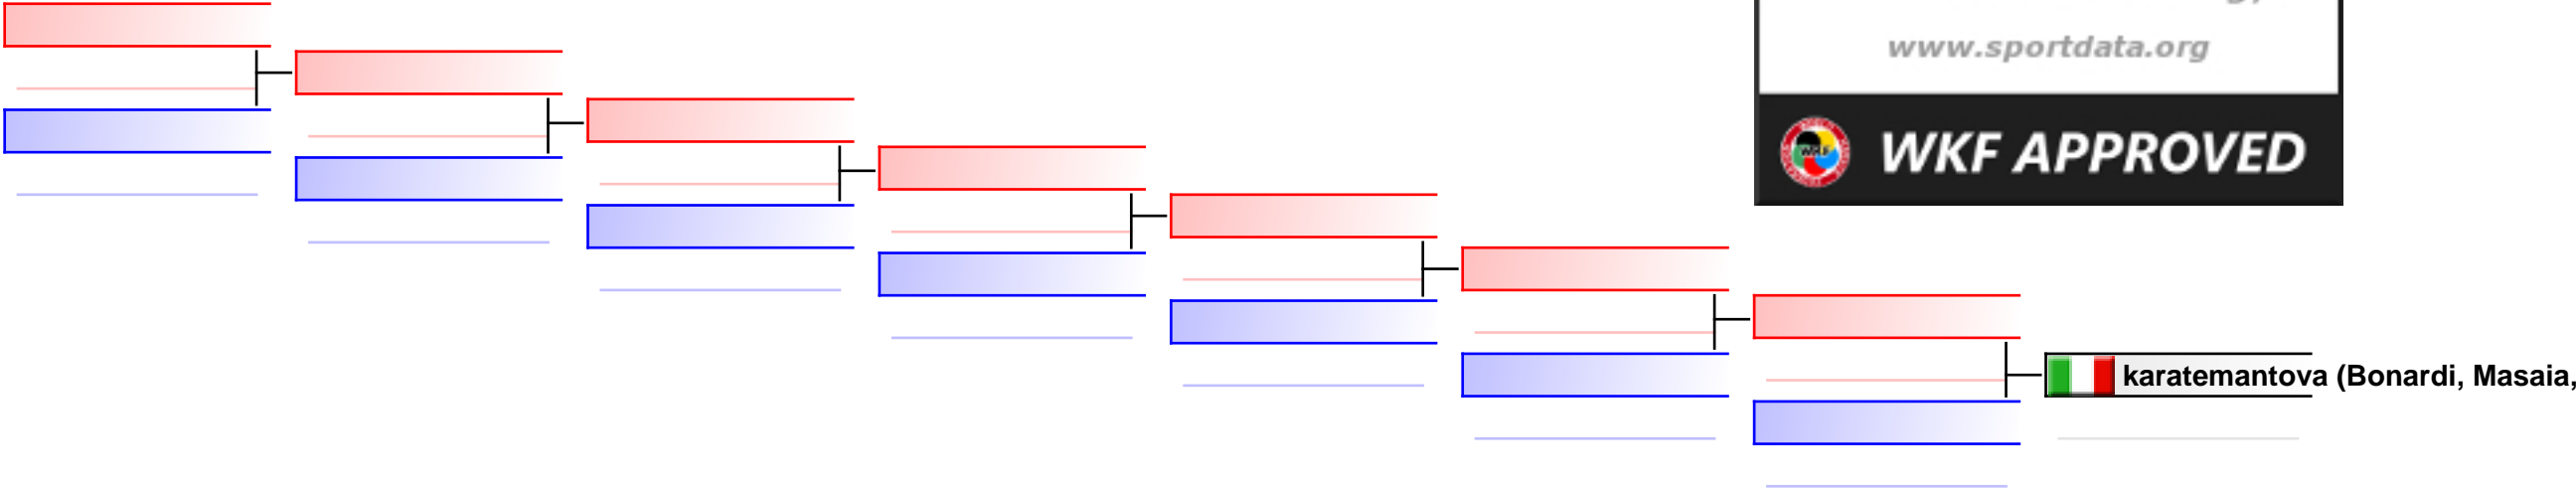 www.sportdata.org
WKF APPROVED
karatemantova (Bonardi, Masaia,